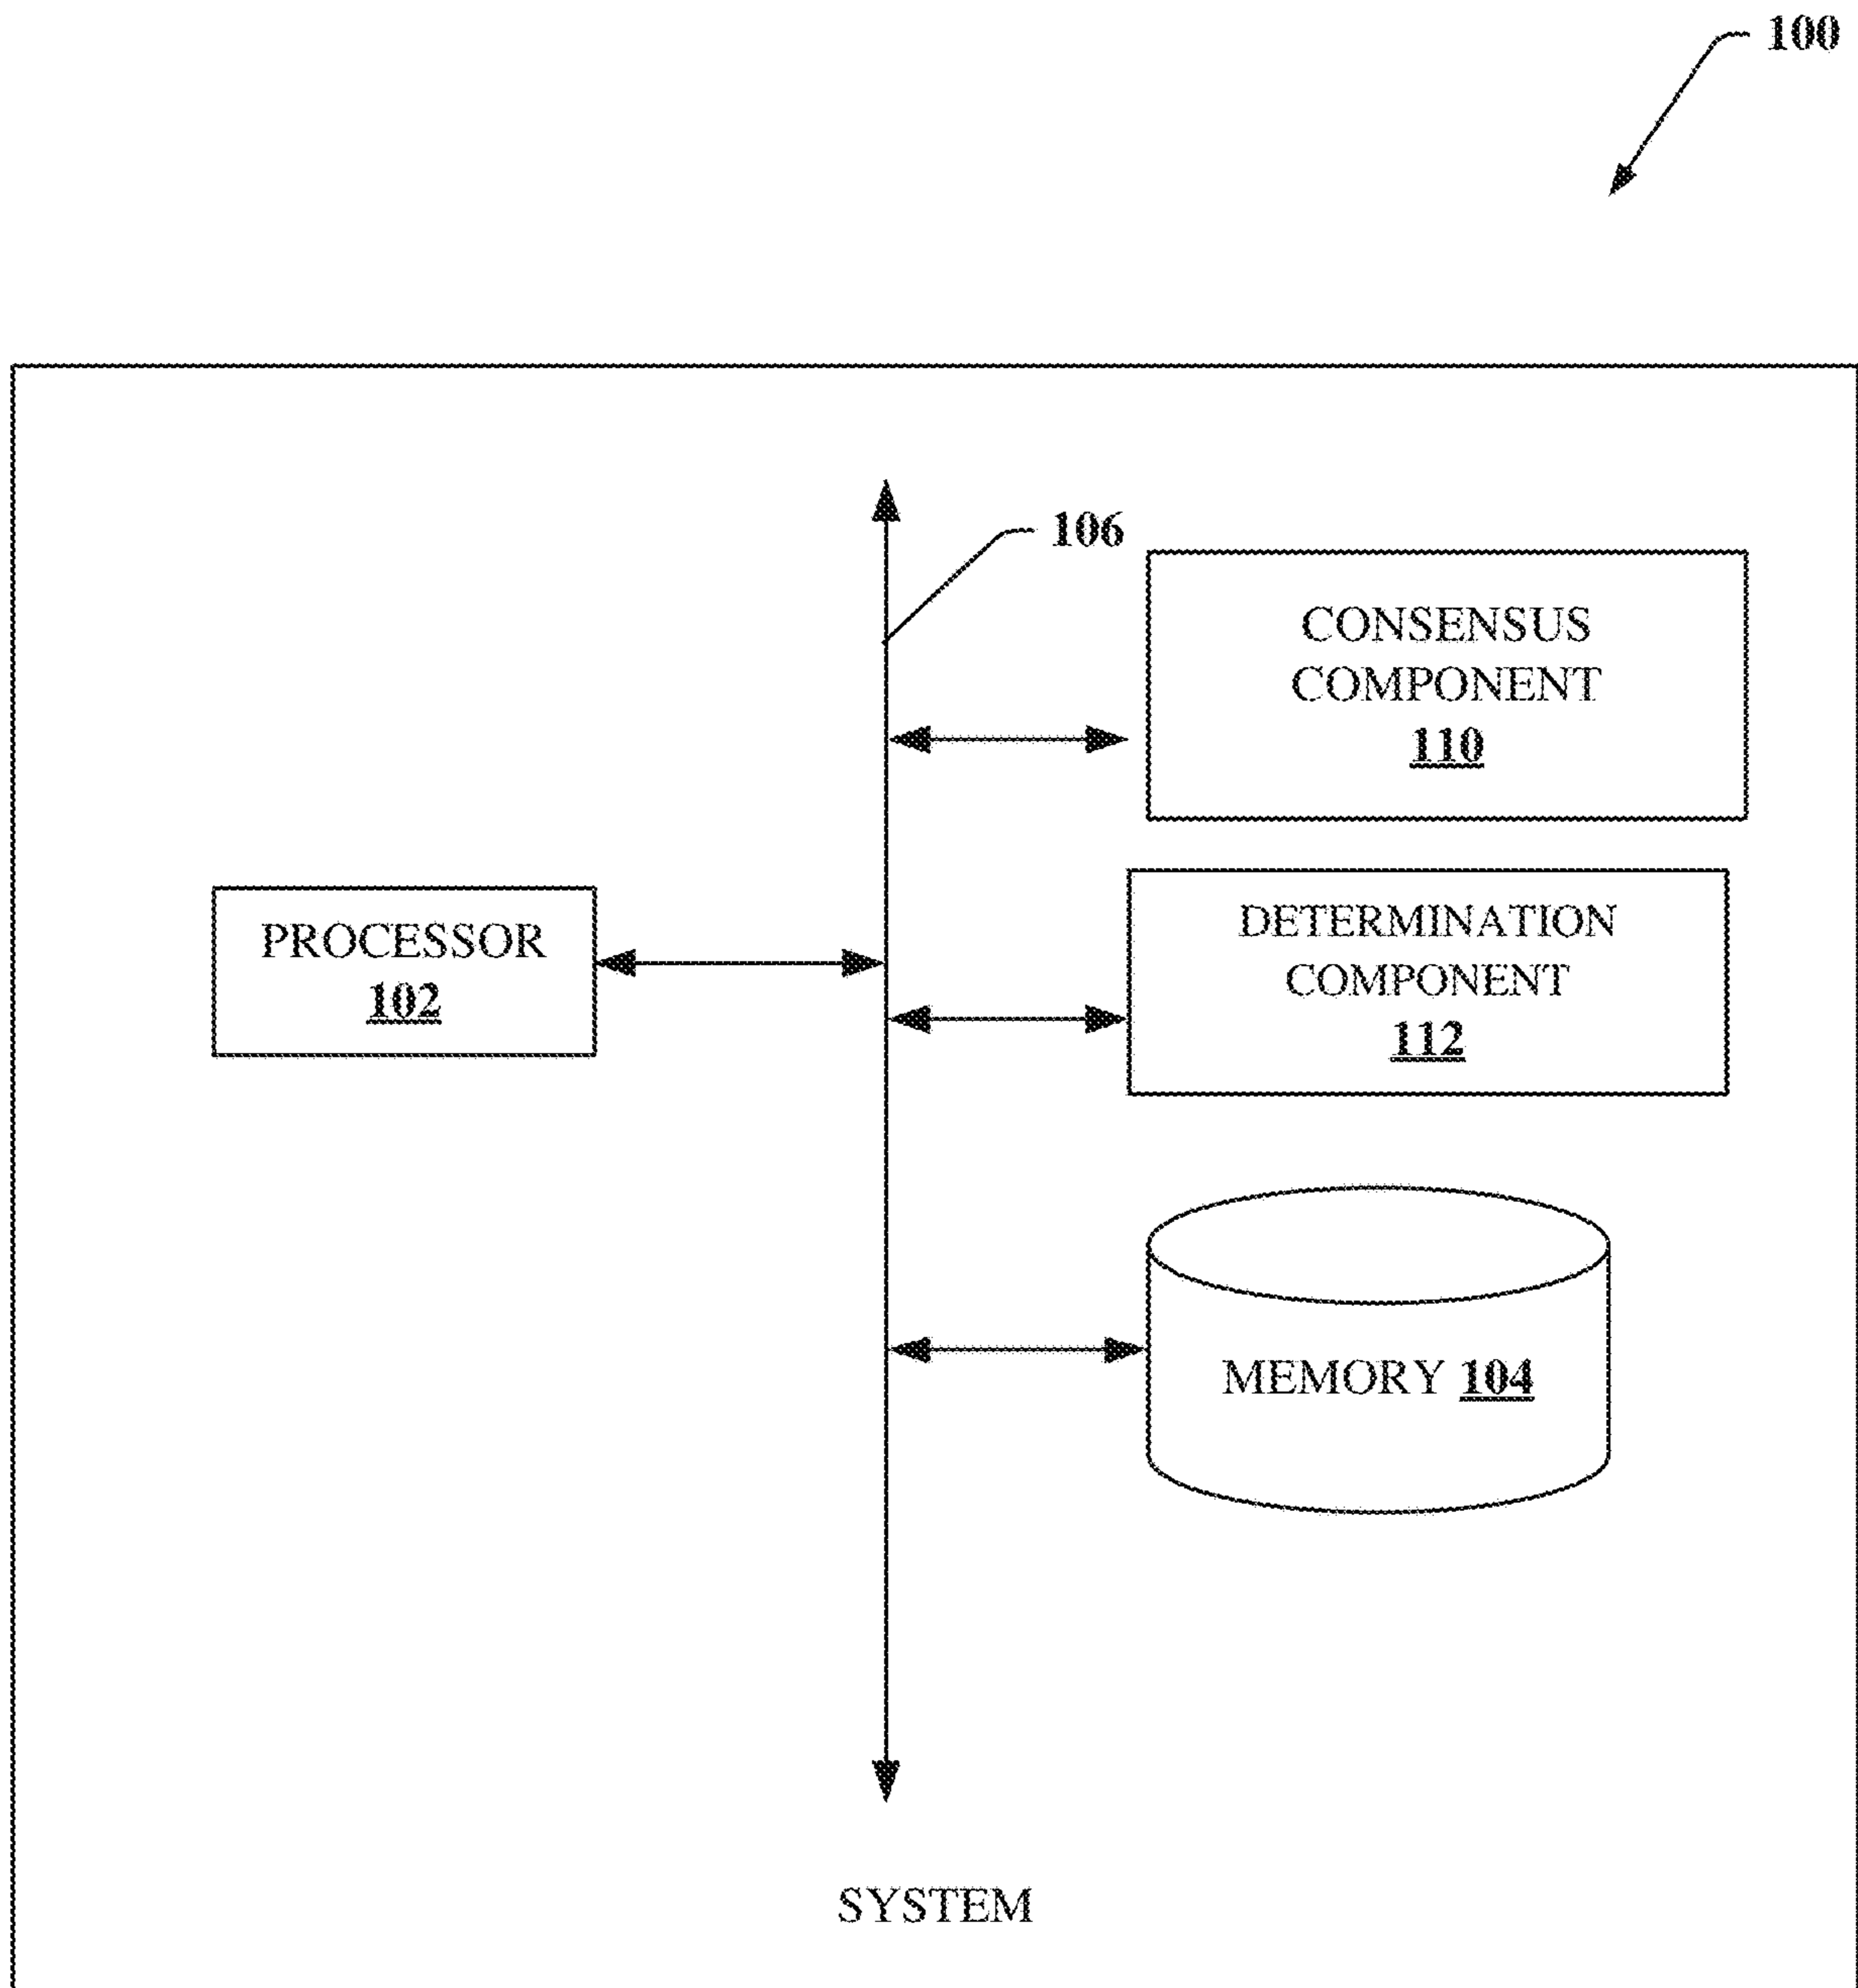 100
106
CONSENSUS
COMPONENT
110
PROCESSOR
102
DETERMINATION
COMPONENT
112
MEMORY 104
SYSTEM